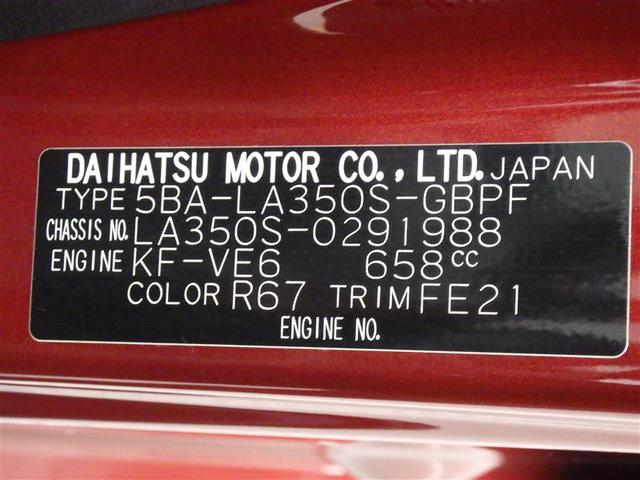 DAIHATSU MOTOR CO., LTD. JAPAN
TYPE 5BA-LA350S-GBPF
CHASSIS NO. LA350S-0291988
ENGINE KF-VE6 658cc
COLOR R67 TRIM FE21
ENGINE NO.